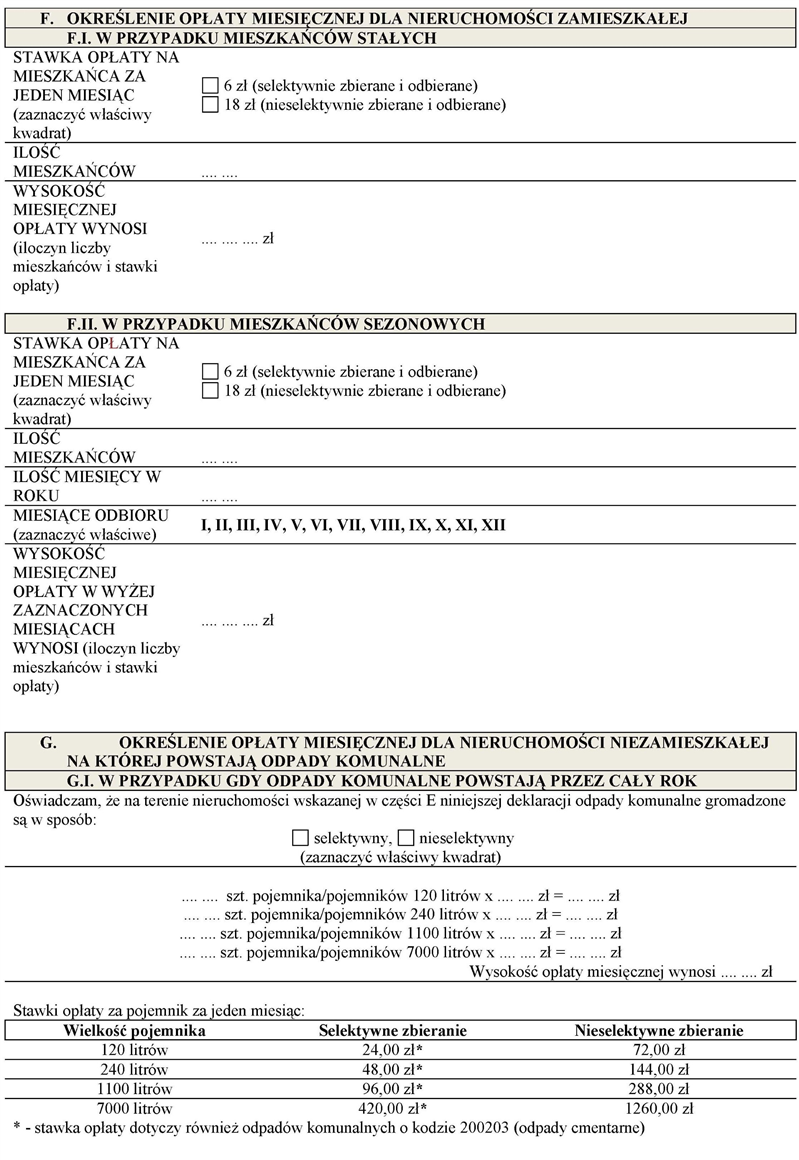 F. OKREŚLENIE OPŁATY MIESIĘCZNEJ DLA NIERUCHOMOŚCI ZAMIESZKAŁEJ
F.I. W PRZYPADKU MIESZKAŃCÓW STAŁYCH
STAWKA OPŁATY NA
MIESZKAŃCA ZA
JEDEN MIESIĄC
(zaznaczyć właściwy
kwadrat)
6 zł (selektywnie zbierane i odbierane)
18 zł (nieselektywnie zbierane i odbierane)
ILOŚĆ
MIESZKAŃCÓW
.... ....
WYSOKOŚĆ
MIESIĘCZNEJ
OPŁATY WYNOSI
(iloczyn liczby
mieszkańców i stawki
opłaty)
.... .... .... zł
F.II. W PRZYPADKU MIESZKAŃCÓW SEZONOWYCH
STAWKA OPŁATY NA
MIESZKAŃCA ZA
JEDEN MIESIĄC
(zaznaczyć właściwy
kwadrat)
6 zł (selektywnie zbierane i odbierane)
18 zł (nieselektywnie zbierane i odbierane)
ILOŚĆ
MIESZKAŃCÓW
.... ....
ILOŚĆ MIESIĘCY W
ROKU
.... ....
MIESIĄCE ODBIORU
(zaznaczyć właściwe)
I, II, III, IV, V, VI, VII, VIII, IX, X, XI, XII
WYSOKOŚĆ
MIESIĘCZNEJ
OPŁATY W WYŻEJ
ZAZNACZONYCH
MIESIĄCACH
WYNOSI (iloczyn liczby
mieszkańców i stawki
opłaty)
.... .... .... zł
G. OKREŚLENIE OPŁATY MIESIĘCZNEJ DLA NIERUCHOMOŚCI NIEZAMIESZKAŁEJ
NA KTÓREJ POWSTAJĄ ODPADY KOMUNALNE
G.I. W PRZYPADKU GDY ODPADY KOMUNALNE POWSTAJĄ PRZEZ CAŁY ROK
Oświadczam, że na terenie nieruchomości wskazanej w części E niniejszej deklaracji odpady komunalne gromadzone
są w sposób:
selektywny, nieselektywny
(zaznaczyć właściwy kwadrat)
.... .... szt. pojemnika/pojemników 120 litrów x .... .... zł = .... .... zł
.... .... szt. pojemnika/pojemników 240 litrów x .... .... zł = .... .... zł
.... .... szt. pojemnika/pojemników 1100 litrów x .... .... zł = .... .... zł
.... .... szt. pojemnika/pojemników 7000 litrów x .... .... zł = .... .... zł
Wysokość opłaty miesięcznej wynosi .... .... zł
Stawki opłaty za pojemnik za jeden miesiąc:
Wielkość pojemnika Selektywne zbieranie Nieselektywne zbieranie
120 litrów 24,00 zł* 72,00 zł
240 litrów 48,00 zł* 144,00 zł
1100 litrów 96,00 zł* 288,00 zł
7000 litrów 420,00 zł* 1260,00 zł
* - stawka opłaty dotyczy również odpadów komunalnych o kodzie 200203 (odpady cmentarne)